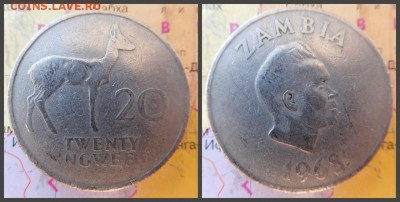 COINS.LAVE.RO
20
TWENTY
NGWEE
ZAMBIA
1968